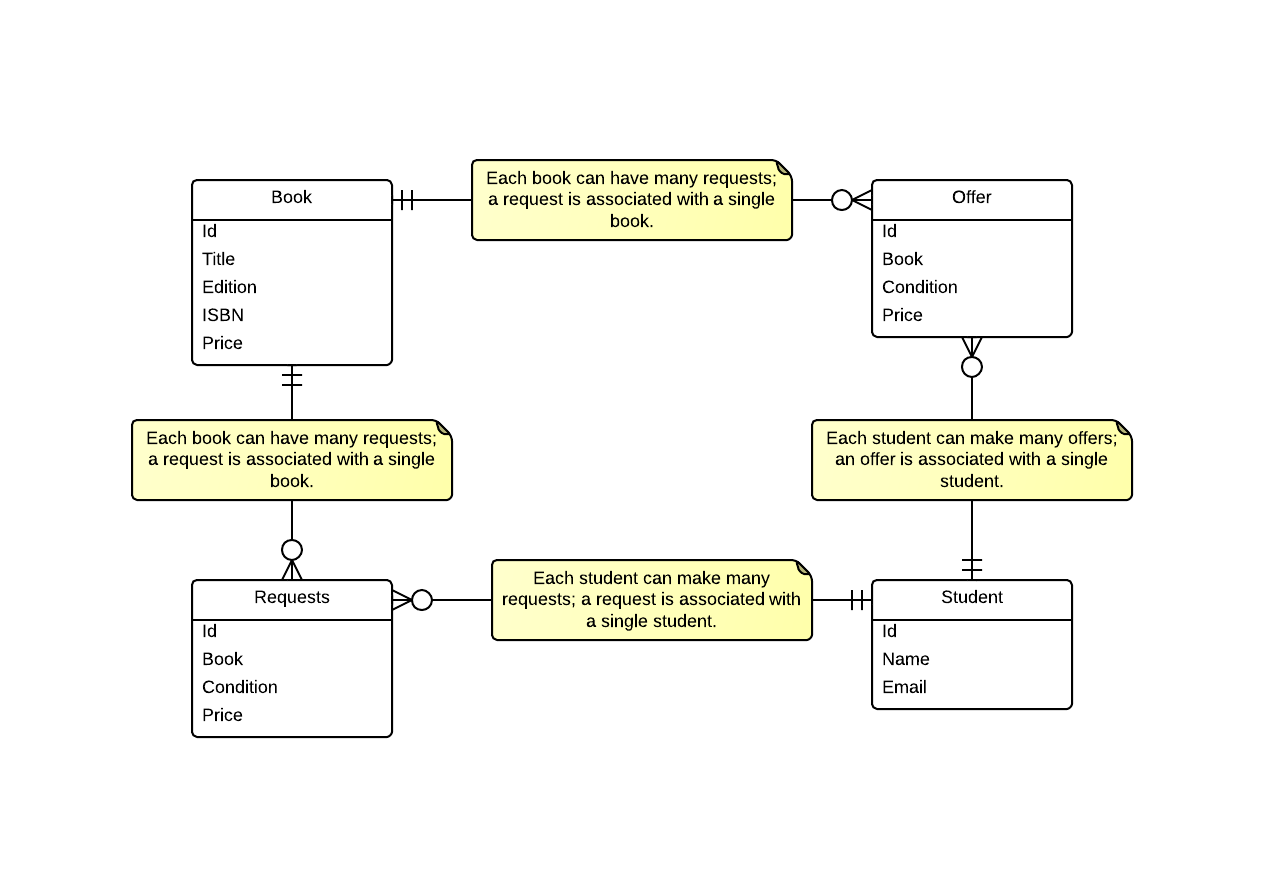 Book
Id
Title
Edition
ISBN
Price
Each book can have many requests;
a request is associated with a single
book.
Offer
Id
Book
Condition
Price
Each book can have many requests;
a request is associated with a single
book.
Each student can make many offers;
an offer is associated with a single
student.
Requests
Id
Book
Condition
Price
Each student can make many
requests; a request is associated with
a single student.
Student
Id
Name
Email